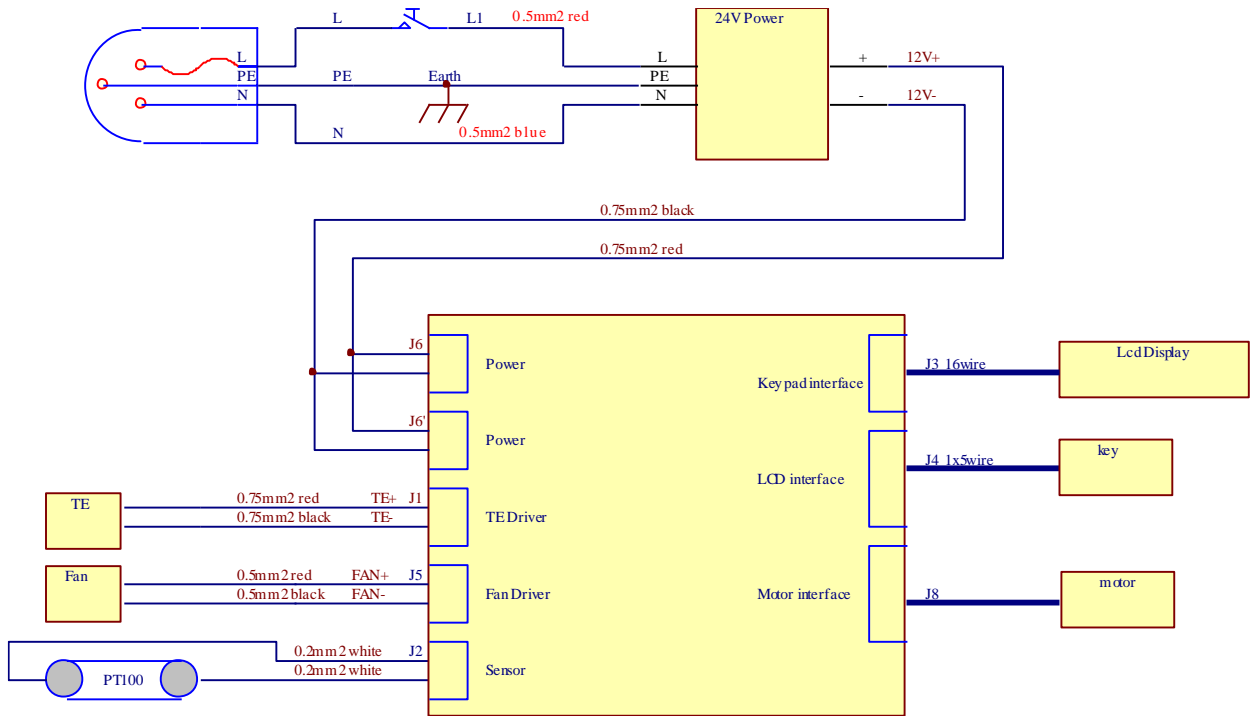 L
L1
0.5mm2 red
24V Power
L
L
+
12V+
PE
PE
Earth
PE
N
N
-
12V-
N
0.5mm2 blue
0.75mm2 black
0.75mm2 red
J6
Power
Keypad interface
J3 16wire
Lcd Display
J6'
Power
LCD interface
J4 1x5wire
key
TE
0.75mm2 red
TE+
J1
0.75mm2 black
TE-
TE Driver
Fan
0.5mm2 red
FAN+
J5
0.5mm2 black
FAN-
Fan Driver
Motor interface
J8
motor
0.2mm2 white
J2
0.2mm2 white
Sensor
PT100